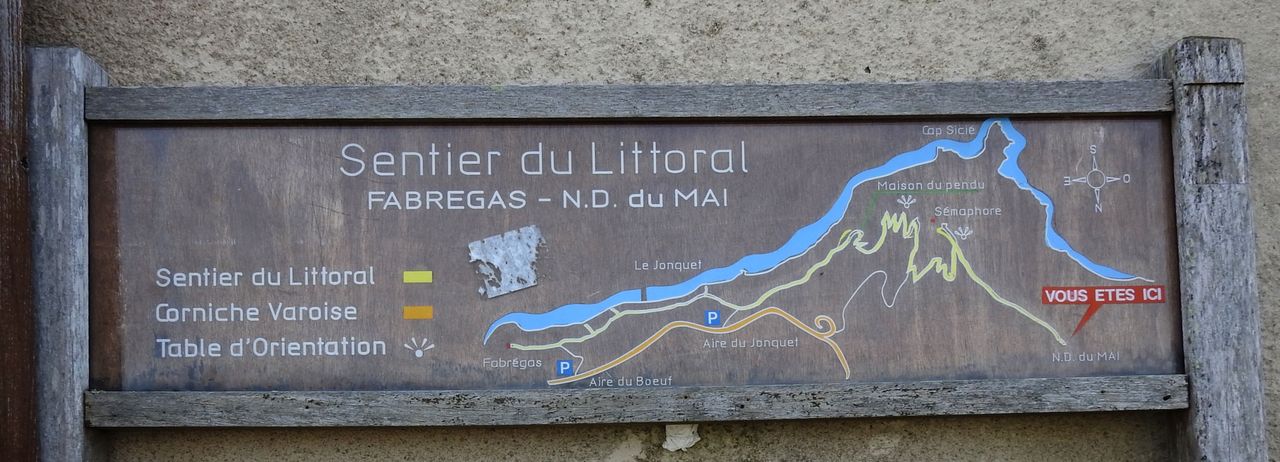 Sentier du Littoral
FABREGAS - N.D. du MAI
Sentier du Littoral
Corniche Varoise
Table d'Orientation
Cap Sicié
Maison du pendu
Sémaphore
Le Jonquet
S
E O
N
VOUS ETES ICI
P
Aire du Jonquet
N.D. du MAI
Fabrégas
P
Aire du Boeuf